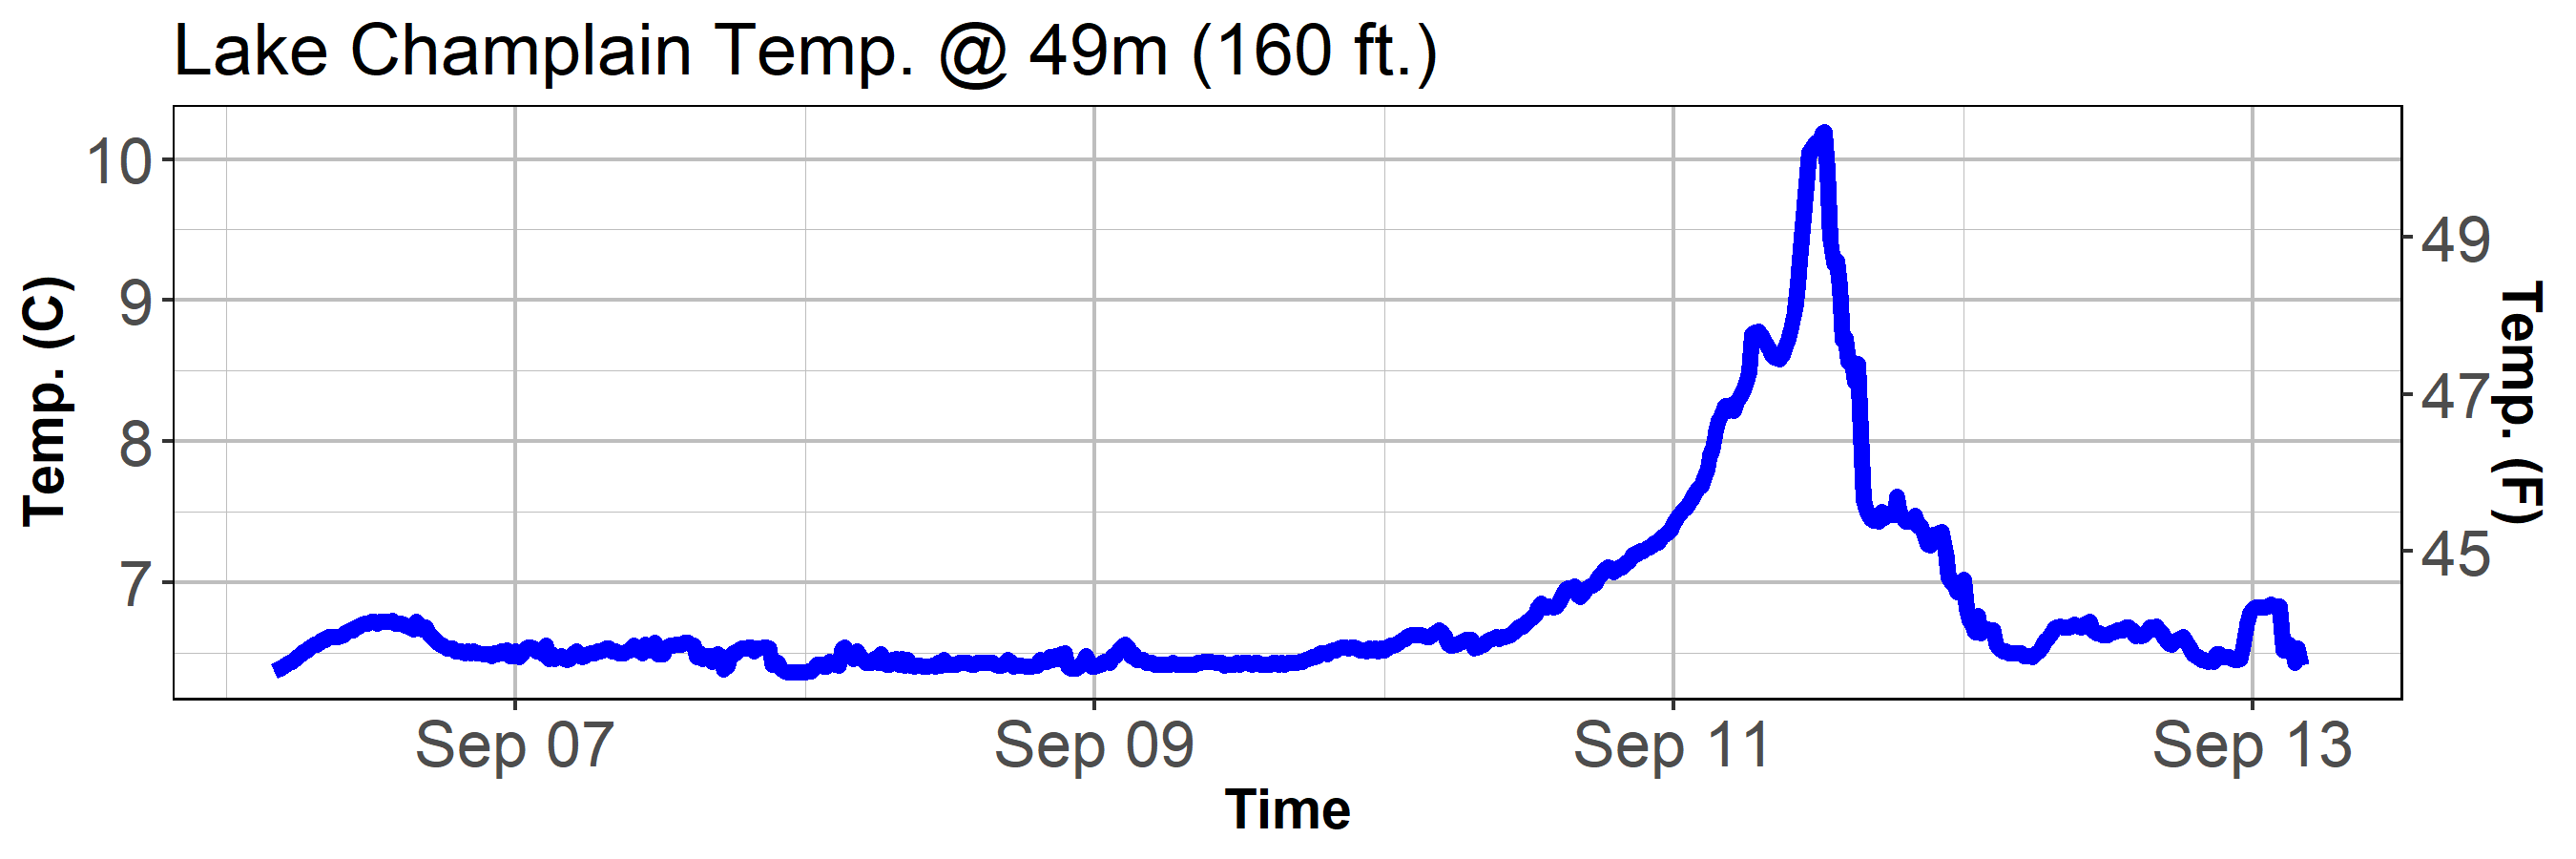 Lake Champlain Temp. @ 49m (160 ft.)
Temp. (C)
10
9
8
7
49
47
45
Temp. (F)
Sep 07 Sep 09 Sep 11 Sep 13
Time